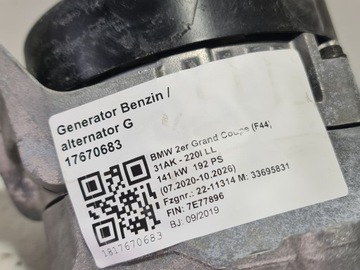 Generator Benzin /
alternator G
17670683
BMW 2er Grand Coupe (F44)
31AK - 220i LL
141 kW 192 PS
(07.2020-10.2026)
Fzgnr.: 22-11314 M: 33695831
FIN: 7E77896
BJ: 09/2019
1817670683